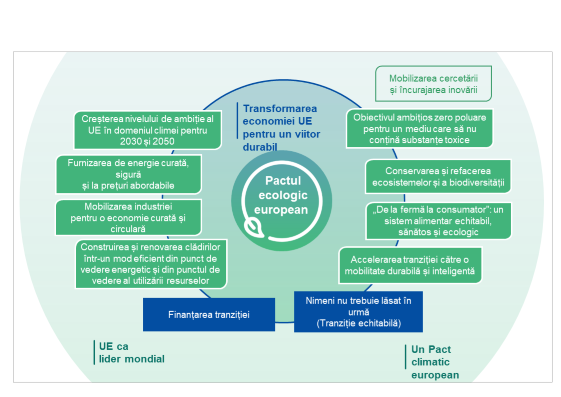 Mobilizarea cercetării
și încurajarea inovării
Transformarea
economiei UE
pentru un viitor
durabil
Creșterea nivelului de ambiție al
UE în domeniul climei pentru
2030 și 2050
Obiectivul ambițios zero poluare
pentru un mediu care să nu
conțină substanțe toxice
Furnizarea de energie curată,
sigură
și la prețuri abordabile
Conservarea și refacerea
ecosistemelor și a biodiversității
Pactul
ecologic
european
Mobilizarea industriei
pentru o economie curată și
circulară
„De la fermă la consumator”: un
sistem alimentar echitabil,
sănătos și ecologic
Construirea și renovarea clădirilor
într-un mod eficient din punct de
vedere energetic și din punctul de
vedere al utilizării resurselor
Accelerarea tranziției către o
mobilitate durabilă și inteligentă
Finanțarea tranziției
Nimeni nu trebuie lăsat în
urmă
(Tranziție echitabilă)
UE ca
lider mondial
Un Pact
climatic
european